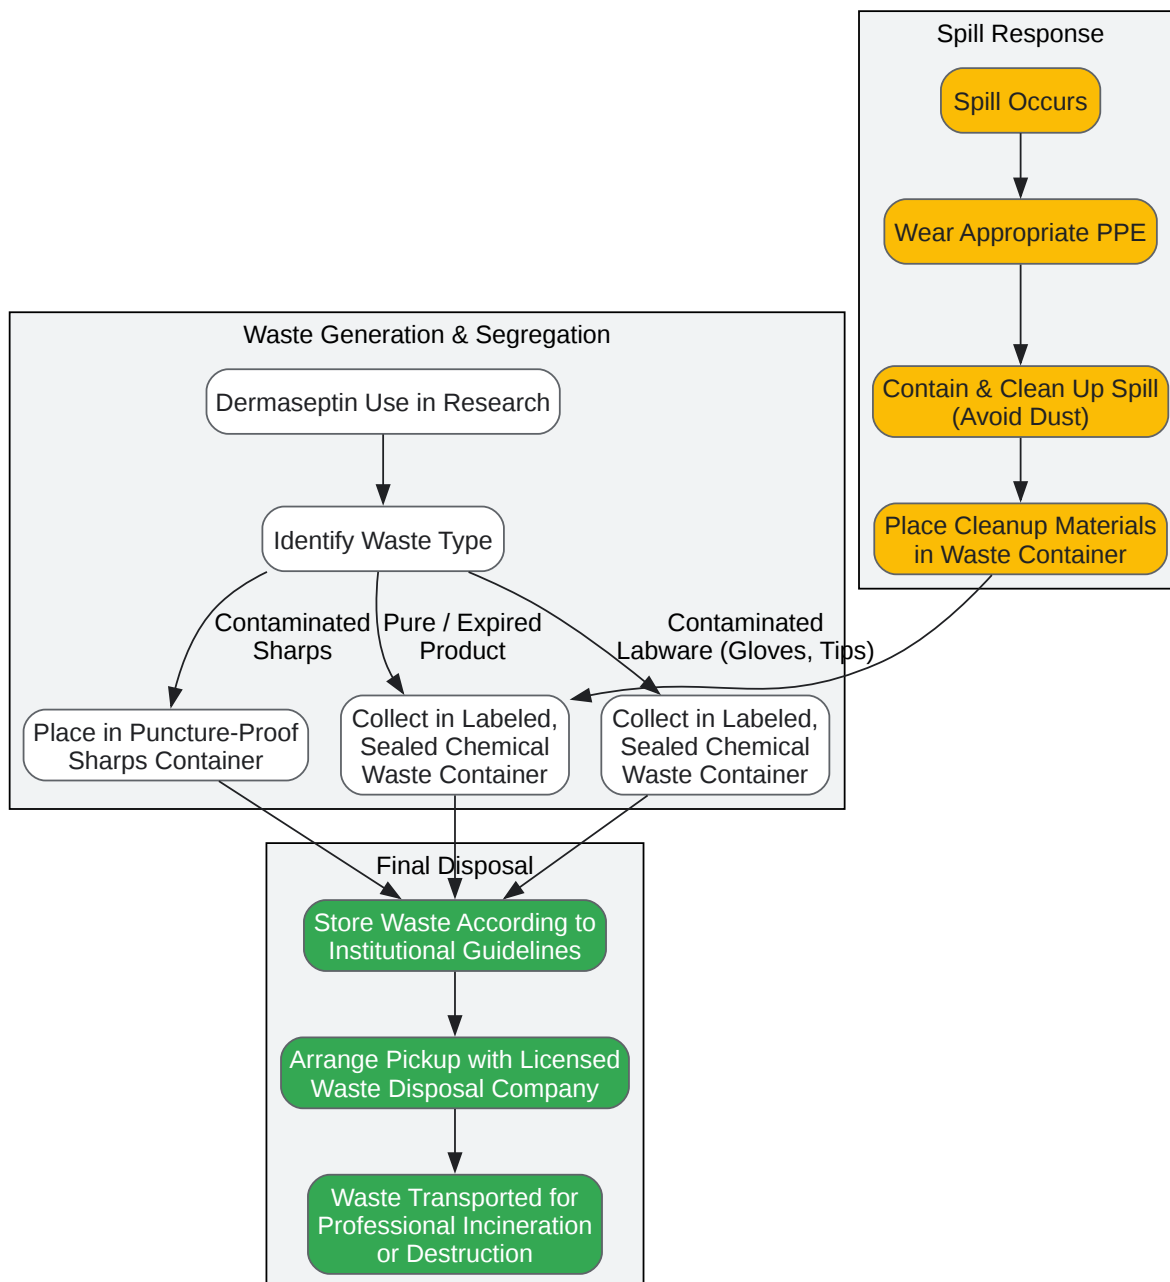 Spill Response
Spill Occurs
Wear Appropriate PPE
Contain & Clean Up Spill
(Avoid Dust)
Place Cleanup Materials
in Waste Container
Waste Generation & Segregation
Dermaseptin Use in Research
Identify Waste Type
Contaminated
Sharps
Pure / Expired
Product
Contaminated
Labware (Gloves, Tips)
Place in Puncture-Proof
Sharps Container
Collect in Labeled,
Sealed Chemical
Waste Container
Collect in Labeled,
Sealed Chemical
Waste Container
Final Disposal
Store Waste According to
Institutional Guidelines
Arrange Pickup with Licensed
Waste Disposal Company
Waste Transported for
Professional Incineration
or Destruction